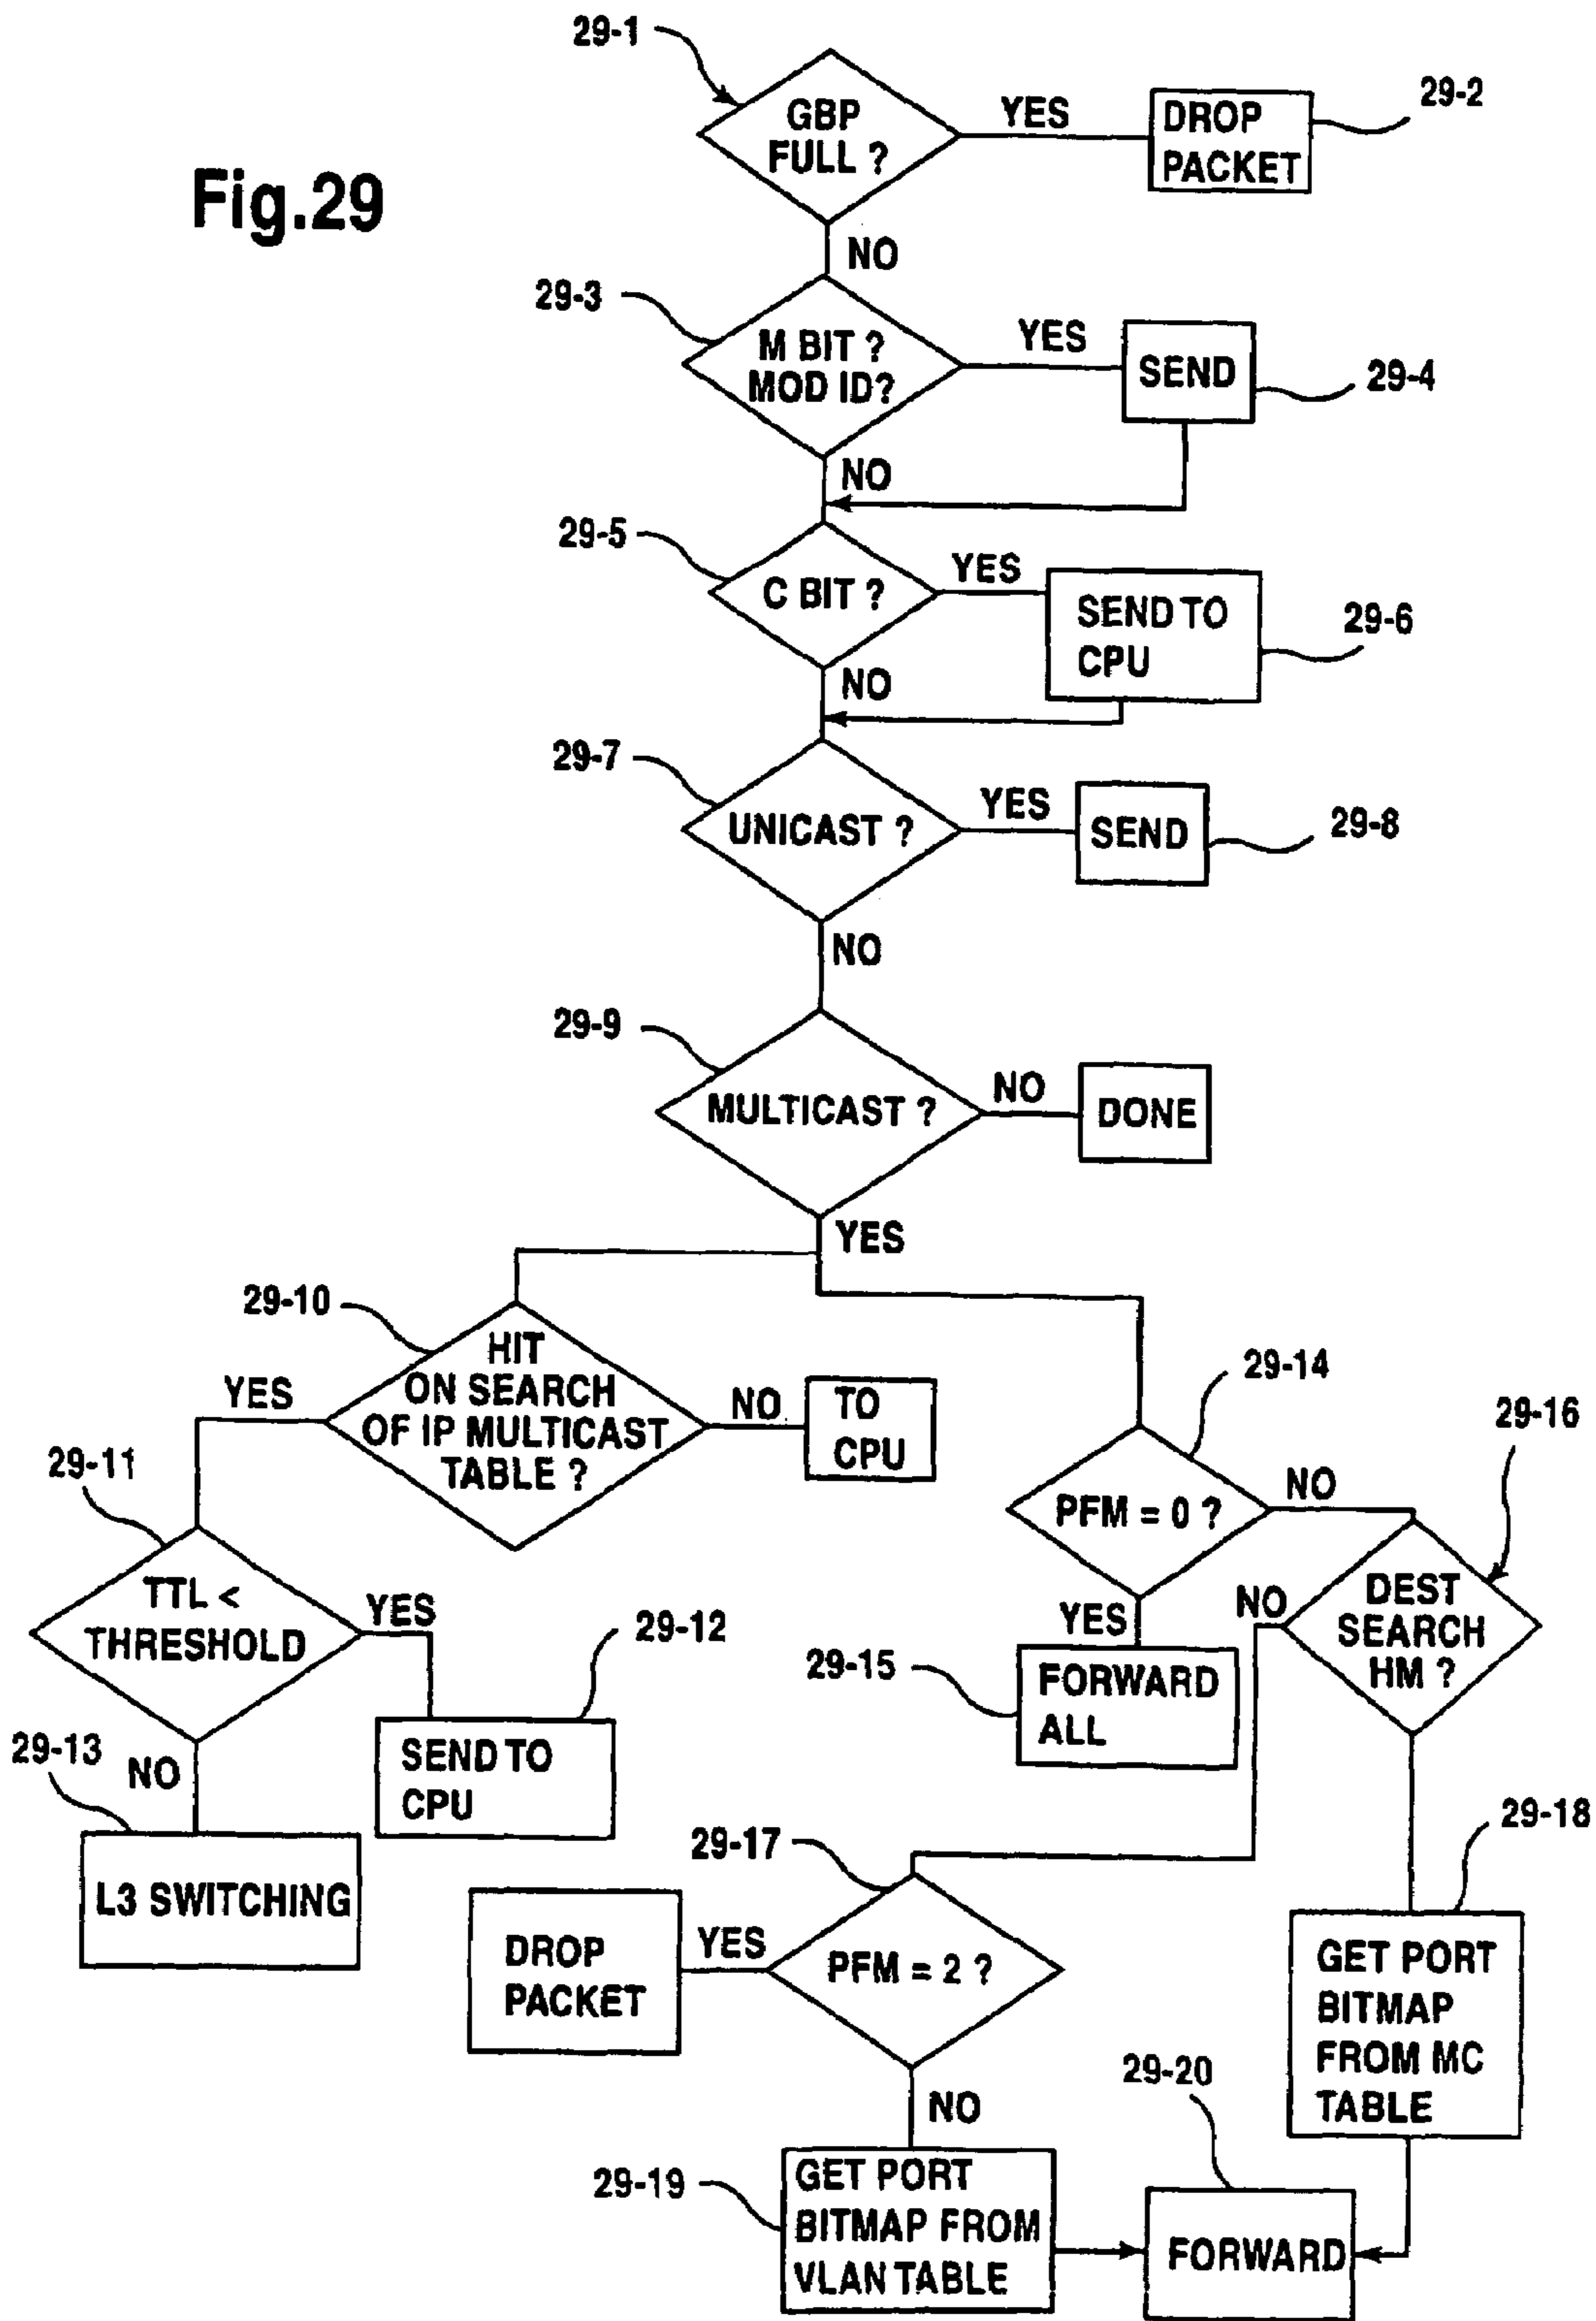 29-1
GBP
FULL ?
YES
DROP
PACKET
29-2
Fig.29
NO
29-3
M BIT ?
MOD ID?
YES
SEND
29-4
NO
29-5
C BIT ?
YES
SEND TO
CPU
29-6
NO
29-7
UNICAST ?
YES
SEND
29-8
NO
29-9
MULTICAST ?
NO
DONE
YES
29-10
HIT
ON SEARCH
OF IP MULTICAST
TABLE ?
YES
NO
TO
CPU
29-14
29-16
29-11
PFM = 0 ?
NO
TTL <
THRESHOLD
YES
29-12
YES
NO
DEST
SEARCH
HM ?
29-15
FORWARD
ALL
29-13
NO
SEND TO
CPU
29-18
29-17
L3 SWITCHING
DROP
PACKET
YES
PFM = 2 ?
GET PORT
BITMAP
FROM MC
TABLE
29-20
NO
29-19
GET PORT
BITMAP FROM
VLAN TABLE
FORWARD